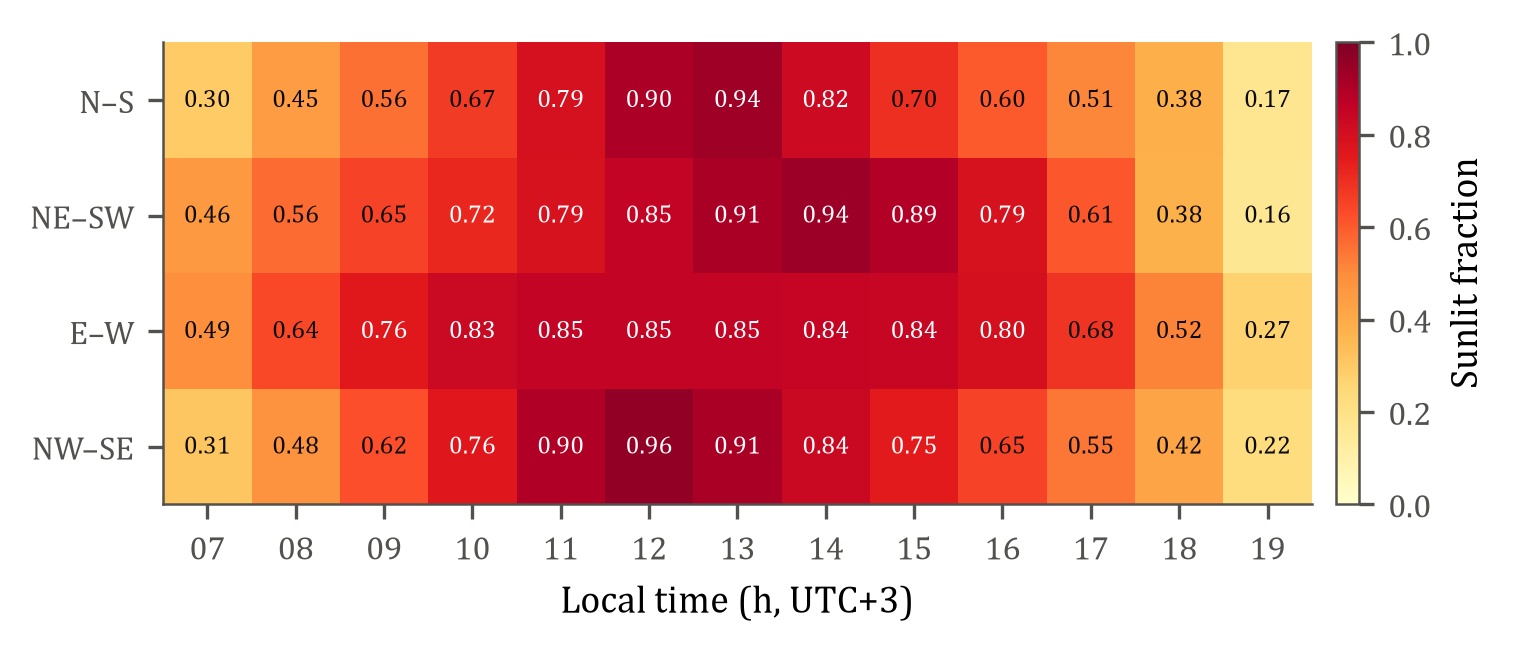 N–S 0.30 0.45 0.56 0.67 0.79 0.90 0.94 0.82 0.70 0.60 0.51 0.38 0.17
NE–SW 0.46 0.56 0.65 0.72 0.79 0.85 0.91 0.94 0.89 0.79 0.61 0.38 0.16
E–W 0.49 0.64 0.76 0.83 0.85 0.85 0.85 0.84 0.84 0.80 0.68 0.52 0.27
NW–SE 0.31 0.48 0.62 0.76 0.90 0.96 0.91 0.84 0.75 0.65 0.55 0.42 0.22
07 08 09 10 11 12 13 14 15 16 17 18 19
Local time (h, UTC+3)
1.0
0.8
0.6
0.4
0.2
0.0
Sunlit fraction